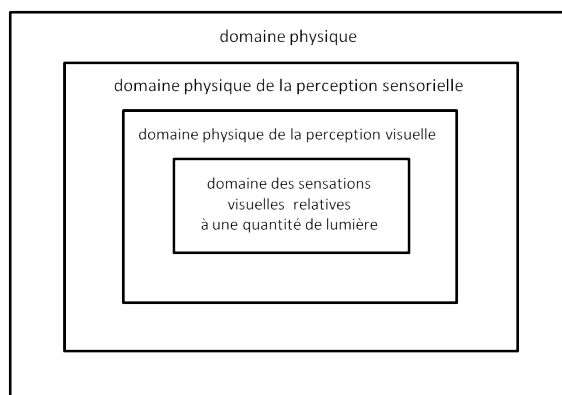 domaine physique
domaine physique de la perception sensorielle
domaine physique de la perception visuelle
domaine des sensations
visuelles relatives
à une quantité de lumière